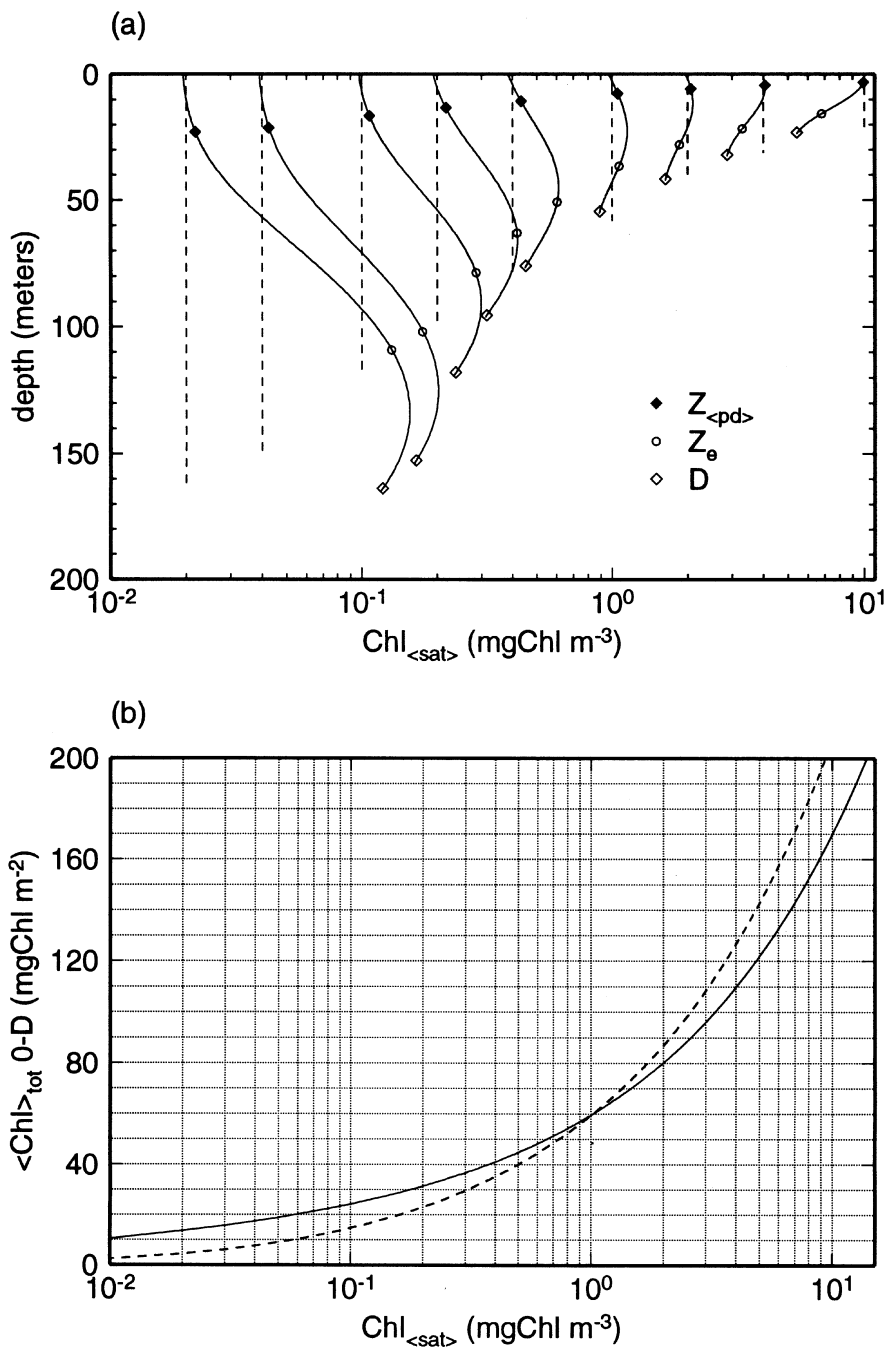 (a)
0
50
100
150
200
depth (meters)
Z<pd>
Ze
D
10-2
10-1
100
101
Chl<sat> (mgChl m-3)
(b)
200
160
120
80
40
0
<Chl>tot 0-D (mgChl m-2)
10-2
10-1
100
101
Chl<sat> (mgChl m-3)